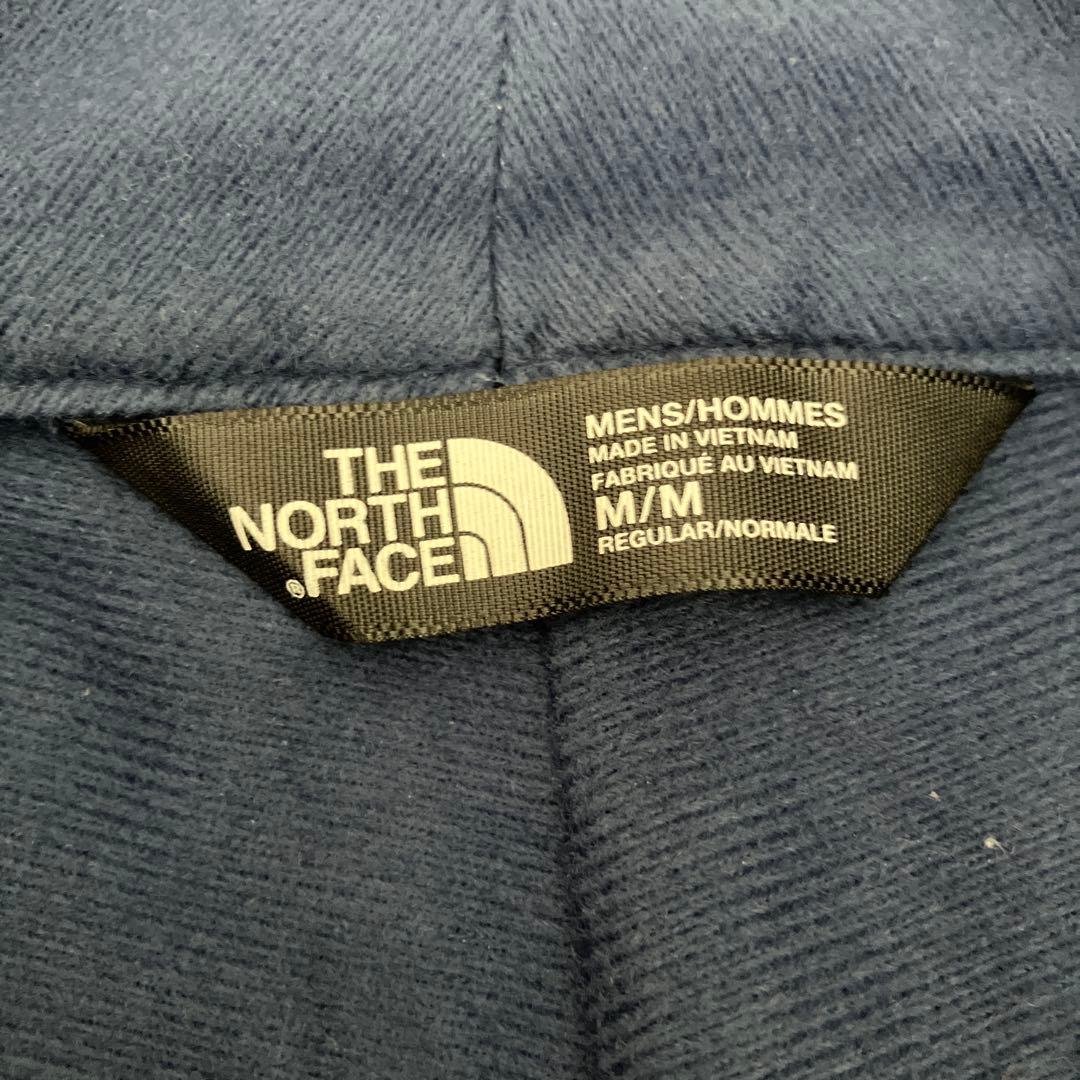 THE
NORTH
®FACE
MENS/HOMMES
MADE IN VIETNAM
FABRIQUÉ AU VIETNAM
M/M
REGULAR/NORMALE